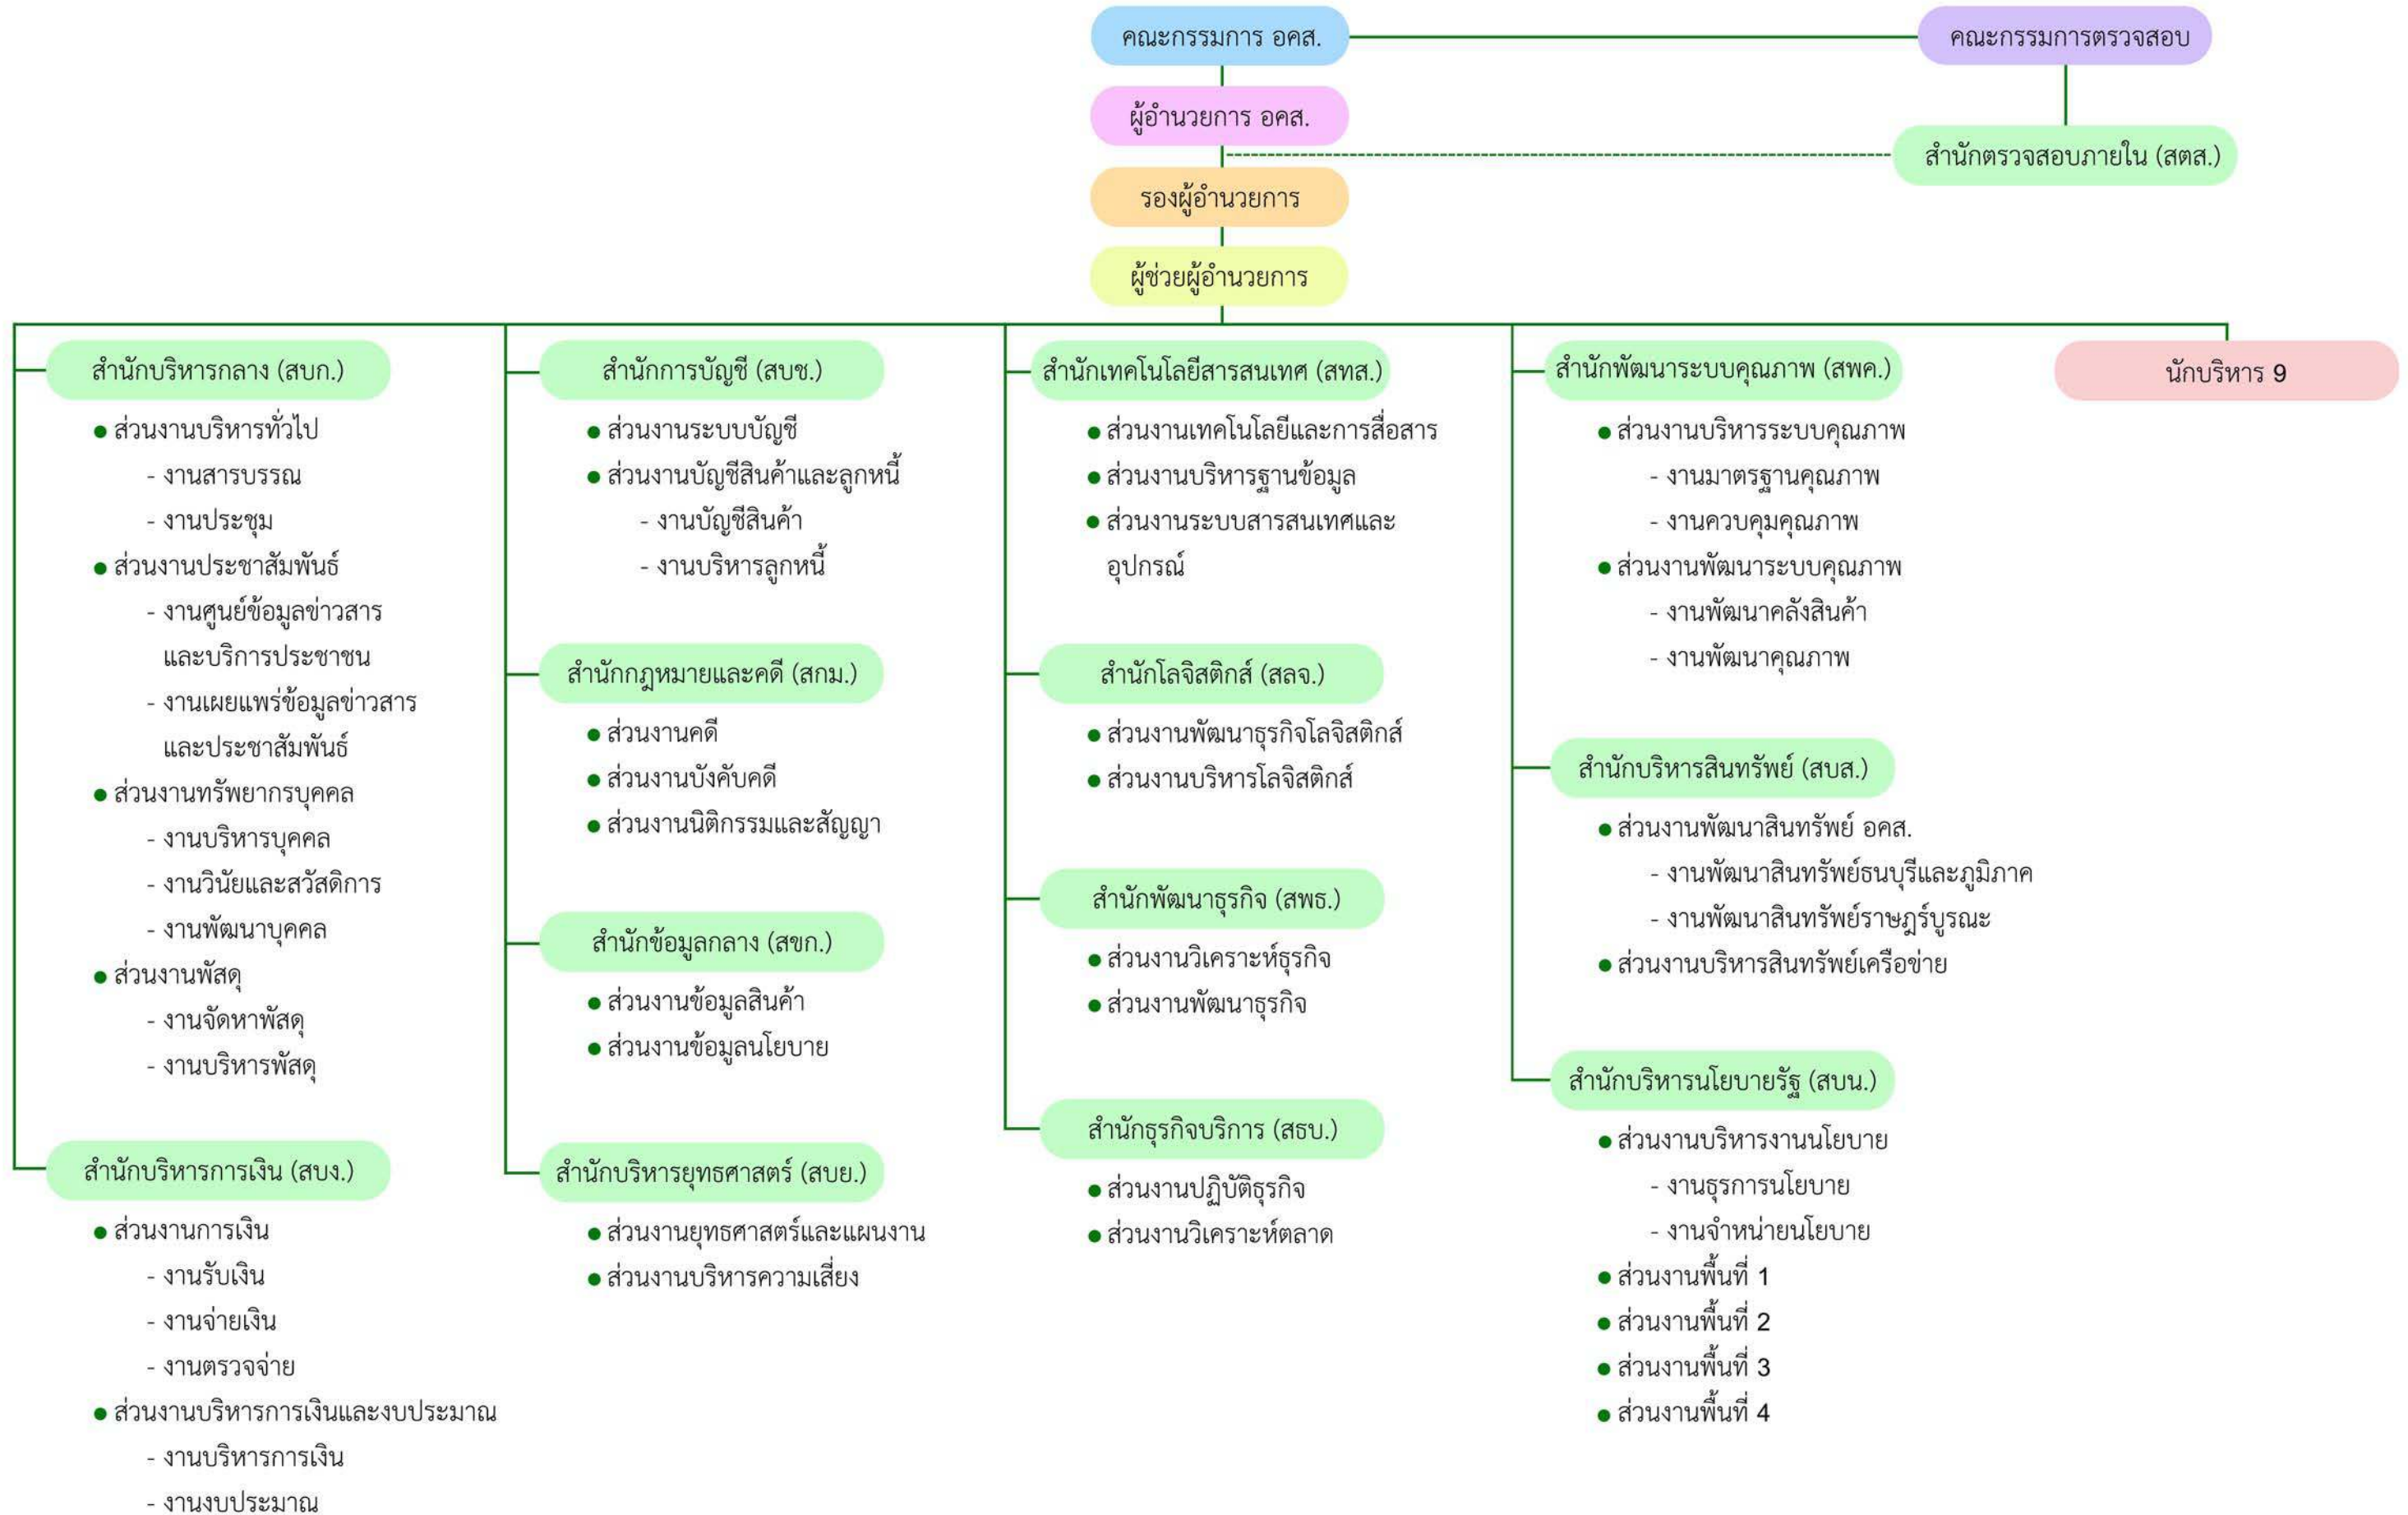 คณะกรรมการ อคส.
คณะกรรมการตรวจสอบ
ผู้อำนวยการ อคส.
สำนักตรวจสอบภายใน (สตส.)
รองผู้อำนวยการ
ผู้ช่วยผู้อำนวยการ
สำนักบริหารกลาง (สบก.)
● ส่วนงานบริหารทั่วไป
- งานสารบรรณ
- งานประชุม
● ส่วนงานประชาสัมพันธ์
- งานศูนย์ข้อมูลข่าวสาร
และบริการประชาชน
- งานเผยแพร่ข้อมูลข่าวสาร
และประชาสัมพันธ์
● ส่วนงานทรัพยากรบุคคล
- งานบริหารบุคคล
- งานวินัยและสวัสดิการ
- งานพัฒนาบุคคล
● ส่วนงานพัสดุ
- งานจัดหาพัสดุ
- งานบริหารพัสดุ
สำนักบริหารการเงิน (สบง.)
● ส่วนงานการเงิน
- งานรับเงิน
- งานจ่ายเงิน
- งานตรวจจ่าย
● ส่วนงานบริหารการเงินและงบประมาณ
- งานบริหารการเงิน
- งานงบประมาณ
สำนักการบัญชี (สบช.)
● ส่วนงานระบบบัญชี
● ส่วนงานบัญชีสินค้าและลูกหนี้
- งานบัญชีสินค้า
- งานบริหารลูกหนี้
สำนักกฎหมายและคดี (สกม.)
● ส่วนงานคดี
● ส่วนงานบังคับคดี
● ส่วนงานนิติกรรมและสัญญา
สำนักข้อมูลกลาง (สขก.)
● ส่วนงานข้อมูลสินค้า
● ส่วนงานข้อมูลนโยบาย
สำนักบริหารยุทธศาสตร์ (สบย.)
● ส่วนงานยุทธศาสตร์และแผนงาน
● ส่วนงานบริหารความเสี่ยง
สำนักเทคโนโลยีสารสนเทศ (สทส.)
● ส่วนงานเทคโนโลยีและการสื่อสาร
● ส่วนงานบริหารฐานข้อมูล
● ส่วนงานระบบสารสนเทศและ
อุปกรณ์
สำนักโลจิสติกส์ (สลจ.)
● ส่วนงานพัฒนาธุรกิจโลจิสติกส์
● ส่วนงานบริหารโลจิสติกส์
สำนักพัฒนาธุรกิจ (สพธ.)
● ส่วนงานวิเคราะห์ธุรกิจ
● ส่วนงานพัฒนาธุรกิจ
สำนักธุรกิจบริการ (สธบ.)
● ส่วนงานปฏิบัติธุรกิจ
● ส่วนงานวิเคราะห์ตลาด
สำนักพัฒนาระบบคุณภาพ (สพค.)
● ส่วนงานบริหารระบบคุณภาพ
- งานมาตรฐานคุณภาพ
- งานควบคุมคุณภาพ
● ส่วนงานพัฒนาระบบคุณภาพ
- งานพัฒนาคลังสินค้า
- งานพัฒนาคุณภาพ
สำนักบริหารสินทรัพย์ (สบส.)
● ส่วนงานพัฒนาสินทรัพย์ อคส.
- งานพัฒนาสินทรัพย์ธนบุรีและภูมิภาค
- งานพัฒนาสินทรัพย์ราษฎร์บูรณะ
● ส่วนงานบริหารสินทรัพย์เครือข่าย
สำนักบริหารนโยบายรัฐ (สบน.)
● ส่วนงานบริหารงานนโยบาย
- งานธุรการนโยบาย
- งานจำหน่ายนโยบาย
● ส่วนงานพื้นที่ 1
● ส่วนงานพื้นที่ 2
● ส่วนงานพื้นที่ 3
● ส่วนงานพื้นที่ 4
นักบริหาร 9